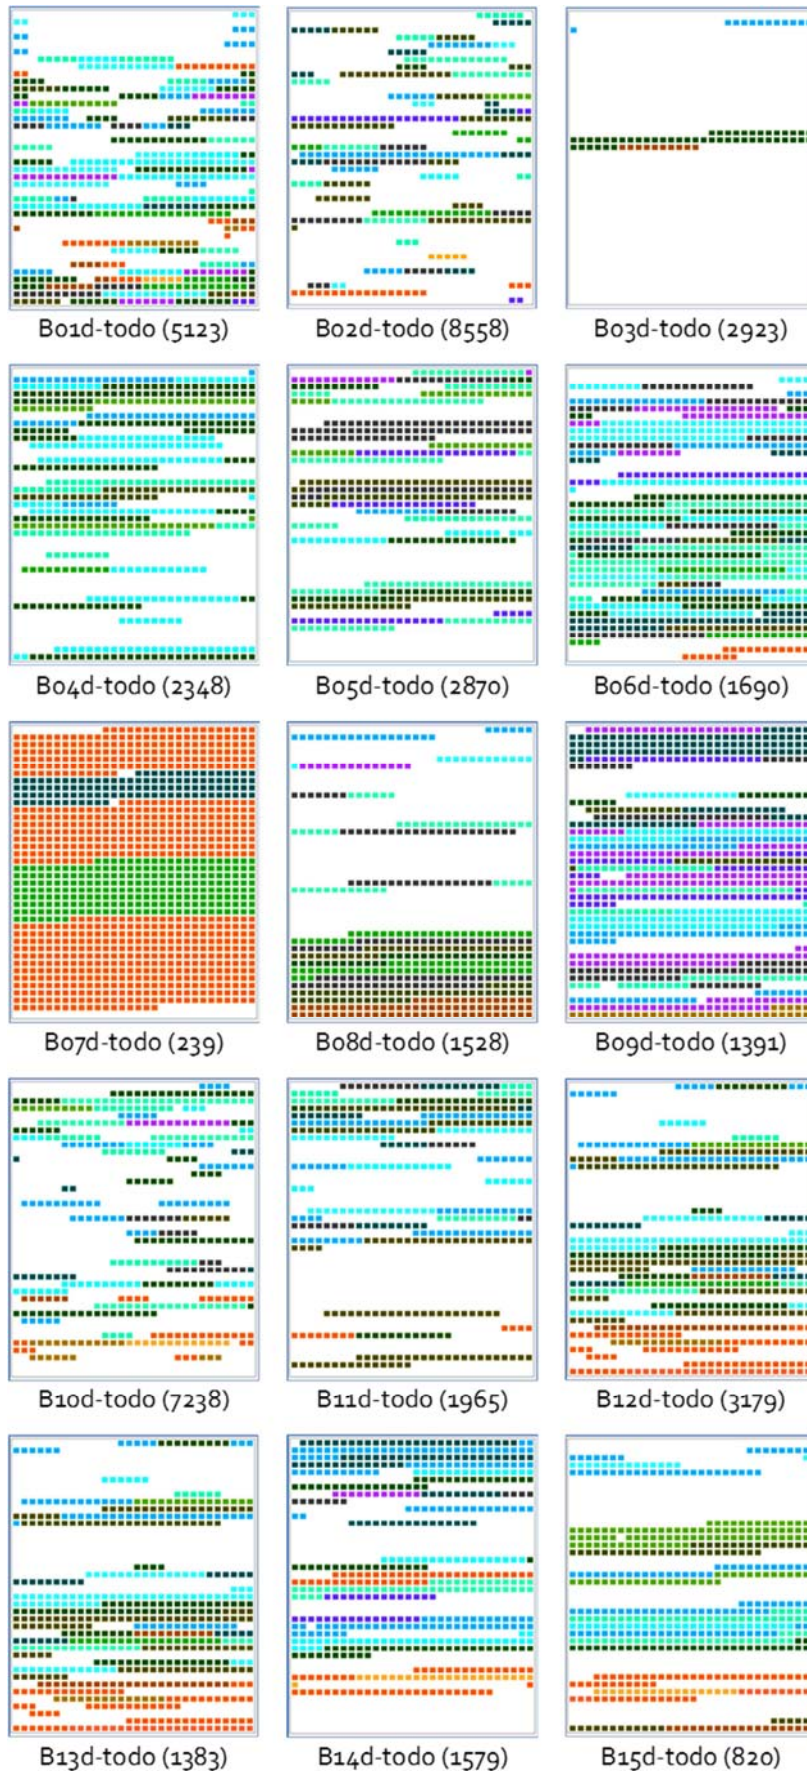 B01d-todo (5123) B02d-todo (8558) B03d-todo (2923)
B04d-todo (2348) B05d-todo (2870) B06d-todo (1690)
B07d-todo (239) B08d-todo (1528) B09d-todo (1391)
B10d-todo (7238) B11d-todo (1965) B12d-todo (3179)
B13d-todo (1383) B14d-todo (1579) B15d-todo (820)